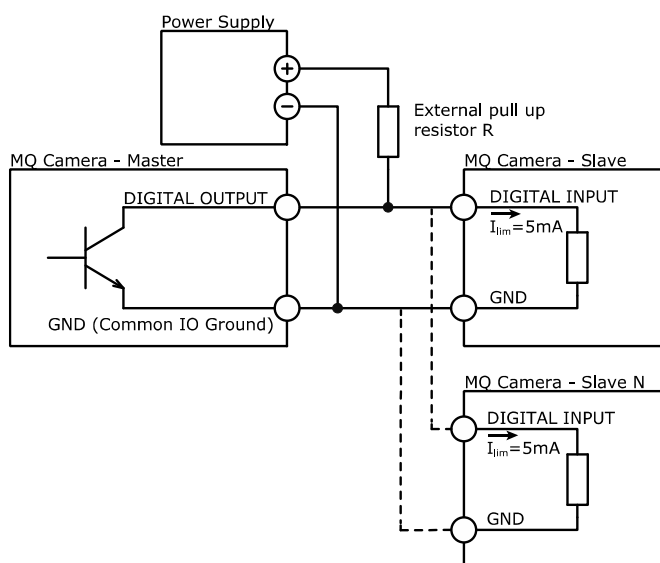 Power Supply
+
−
External pull up
resistor R
MQ Camera - Master
DIGITAL OUTPUT
GND (Common IO Ground)
MQ Camera - Slave
DIGITAL INPUT
Ilim=5mA
GND
MQ Camera - Slave N
DIGITAL INPUT
Ilim=5mA
GND